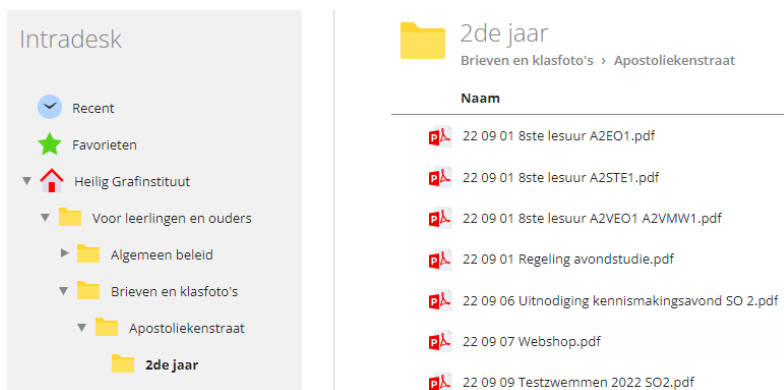 Intradesk
Recent
Favorieten
Heilig Grafinstituut
Voor leerlingen en ouders
Algemeen beleid
Brieven en klasfoto's
Apostoliekenstraat
2de jaar
2de jaar
Brieven en klasfoto's › Apostoliekenstraat
Naam
22 09 01 8ste lesuur A2EO1.pdf
22 09 01 8ste lesuur A2STE1.pdf
22 09 01 8ste lesuur A2VEO1 A2VMW1.pdf
22 09 01 Regeling avondstudie.pdf
22 09 06 Uitnodiging kennismakingsavond SO 2.pdf
22 09 07 Webshop.pdf
22 09 09 Testzwemmen 2022 SO2.pdf